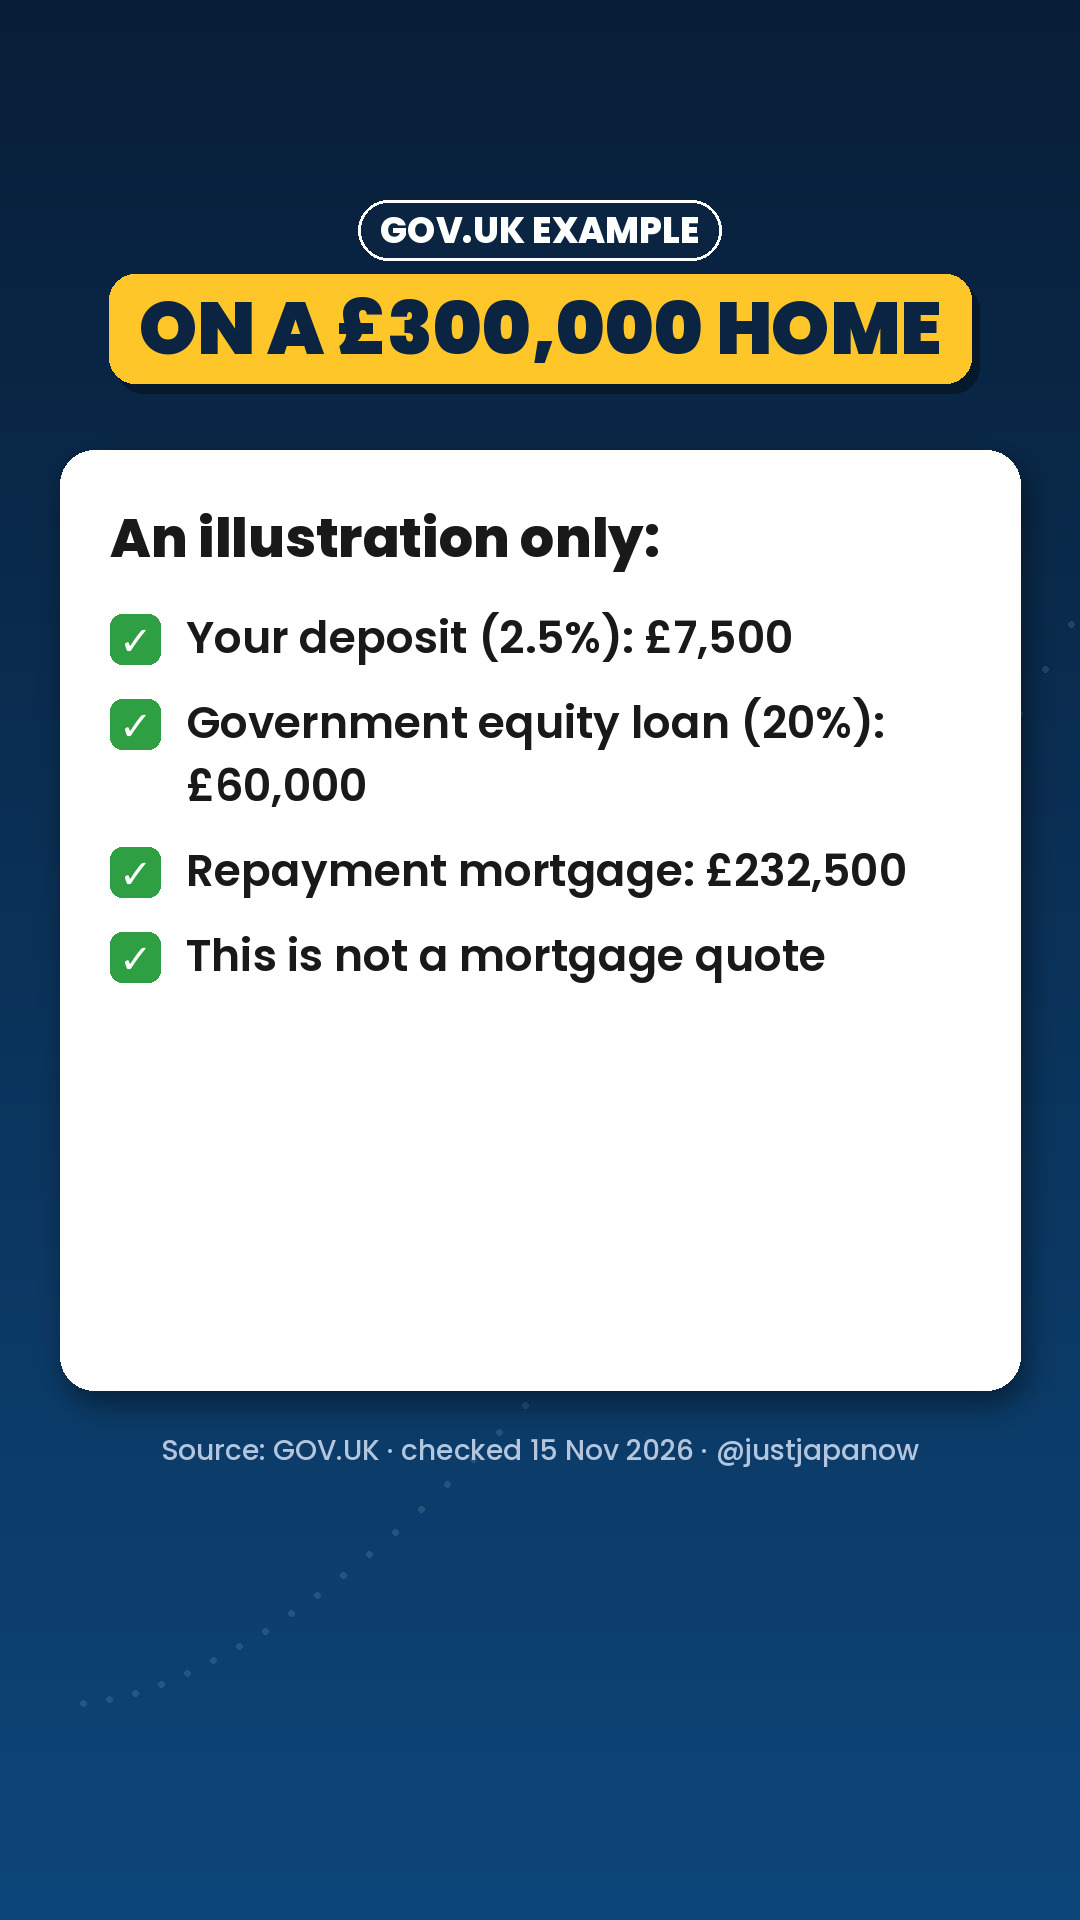 GOV.UK EXAMPLE
ON A £300,000 HOME
An illustration only:
✓ Your deposit (2.5%): £7,500
✓ Government equity loan (20%):
£60,000
✓ Repayment mortgage: £232,500
✓ This is not a mortgage quote
Source: GOV.UK · checked 15 Nov 2026 · @justjapanow